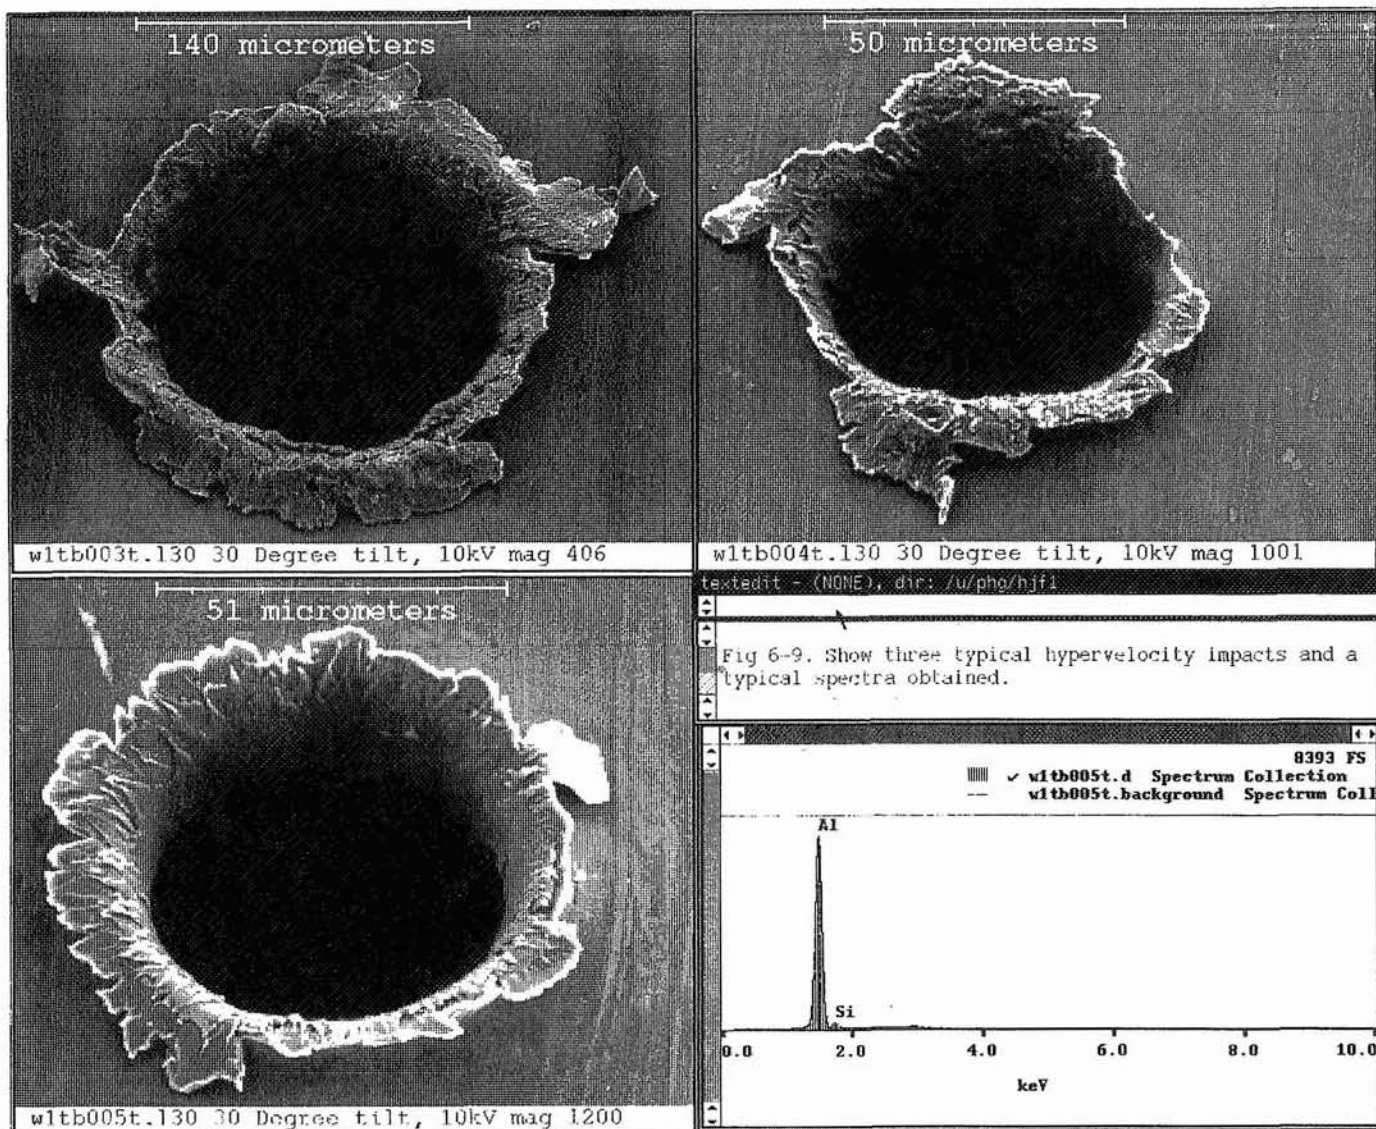 140 micrometers
w1tb003t.130 30 Degree tilt, 10kV mag 406
50 micrometers
w1tb004t.130 30 Degree tilt, 10kV mag 1001
51 micrometers
w1tb005t.130 30 Degree tilt, 10kV mag 1200
textedit - (NONE), dir: /u/phg/hjf1
Fig 6-9. Show three typical hypervelocity impacts and a
typical spectra obtained.
8393 FS
✓ w1tb005t.d Spectrum Collection
w1tb005t.background Spectrum Coll
Al
Si
0.0 2.0 4.0 6.0 8.0 10.0
keV